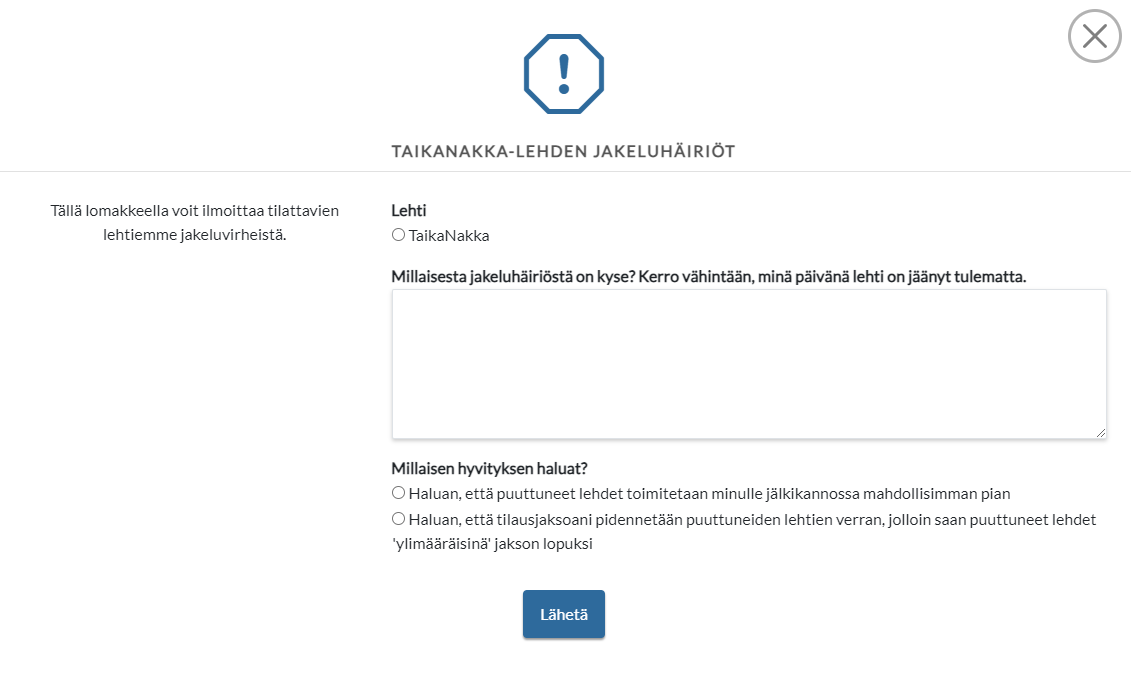 TAIKANAKKA-LEHDEN JAKELUHÄIRIÖT
Tällä lomakkeella voit ilmoittaa tilattavien
lehtiemme jakeluvirheistä.
Lehti
TaikaNakka
Millaisesta jakeluhäiriöstä on kyse? Kerro vähintään, minä päivänä lehti on jäänyt tulematta.
Millaisen hyvityksen haluat?
Haluan, että puuttuneet lehdet toimitetaan minulle jälkikannossa mahdollisimman pian
Haluan, että tilausjaksoani pidennetään puuttuneiden lehtien verran, jolloin saan puuttuneet lehdet
'ylimääräisinä' jakson lopuksi
Lähetä